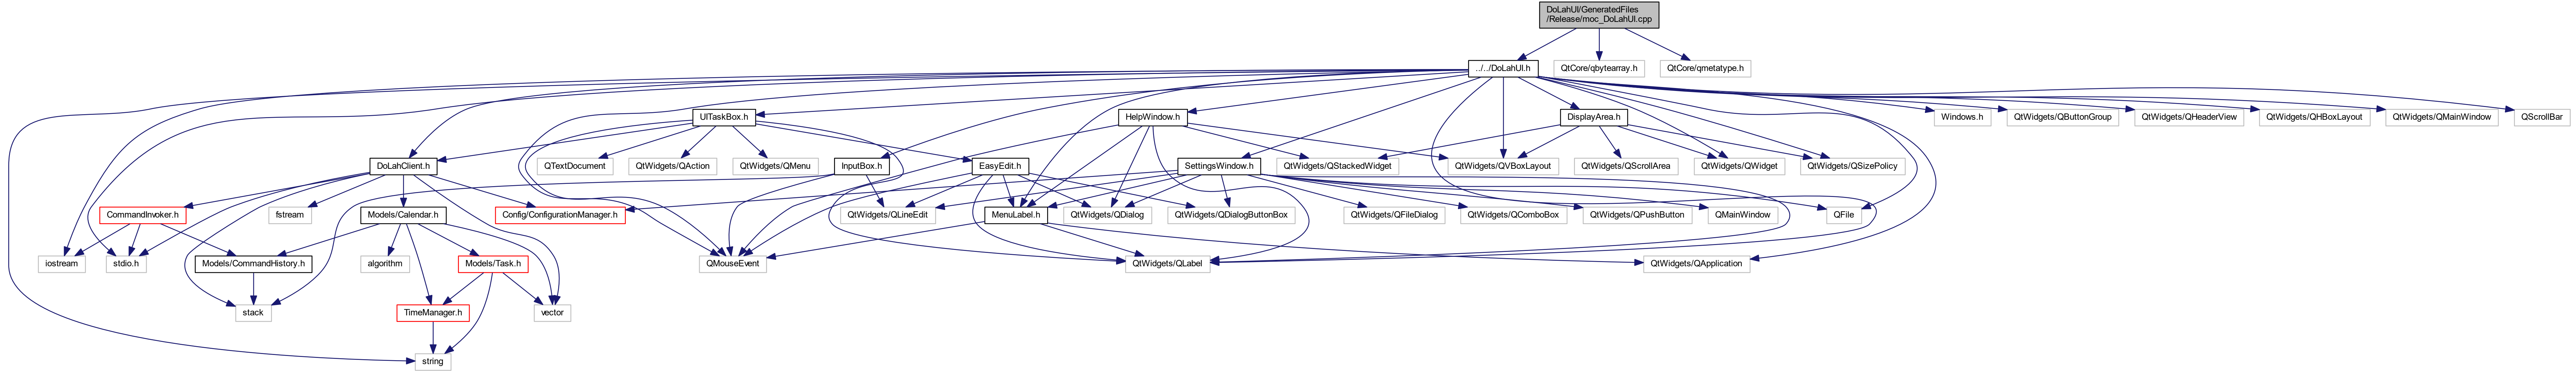 DoLahUI/GeneratedFiles
/Release/moc_DoLahUI.cpp
../../DoLahUI.h
QtCore/qbytearray.h
QtCore/qmetatype.h
UITaskBox.h
HelpWindow.h
DisplayArea.h
Windows.h
QtWidgets/QButtonGroup
QtWidgets/QHeaderView
QtWidgets/QHBoxLayout
QtWidgets/QMainWindow
QScrollBar
DoLahClient.h
QTextDocument
QtWidgets/QAction
QtWidgets/QMenu
InputBox.h
EasyEdit.h
SettingsWindow.h
QtWidgets/QStackedWidget
QtWidgets/QVBoxLayout
QtWidgets/QScrollArea
QtWidgets/QWidget
QtWidgets/QSizePolicy
CommandInvoker.h
fstream
Models/Calendar.h
Config/ConfigurationManager.h
QtWidgets/QLineEdit
MenuLabel.h
QtWidgets/QDialog
QtWidgets/QDialogButtonBox
QtWidgets/QFileDialog
QtWidgets/QComboBox
QtWidgets/QPushButton
QMainWindow
QFile
iostream
stdio.h
Models/CommandHistory.h
algorithm
Models/Task.h
QMouseEvent
QtWidgets/QLabel
QtWidgets/QApplication
stack
TimeManager.h
vector
string